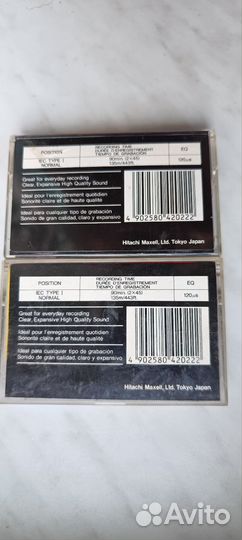 POSITION
RECORDING TIME
DURÉE D'ENREGISTREMENT
TIEMPO DE GRABACIÓN
EQ
IEC TYPE I
NORMAL
90min. (2×45)
135m/443ft.
120µs
Great for everyday recording
Clear, Expansive High Quality Sound
Idéal pour l'enregistrement quotidien
Sonorité claire et de haute qualité
Ideal para cualquier tipo de grabación
Sonido de gran calidad, claro y expansivo
4 902580 420222
Hitachi Maxell, Ltd. Tokyo Japan
POSITION
RECORDING TIME
DURÉE D'ENREGISTREMENT
TIEMPO DE GRABACIÓN
EQ
IEC TYPE I
NORMAL
90min. (2×45)
135m/443ft.
120µs
Great for everyday recording
Clear, Expansive High Quality Sound
Idéal pour l'enregistrement quotidien
Sonorité claire et de haute qualité
Ideal para cualquier tipo de grabación
Sonido de gran calidad, claro y expansivo
4 902580 420222
Hitachi Maxell, Ltd. Tokyo Japan
Avito